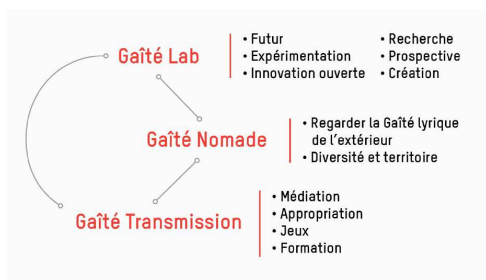 Gaîté Lab
• Futur
• Expérimentation
• Innovation ouverte
• Recherche
• Prospective
• Création
Gaîté Nomade
• Regarder la Gaîté lyrique
de l'extérieur
• Diversité et territoire
Gaîté Transmission
• Médiation
• Appropriation
• Jeux
• Formation